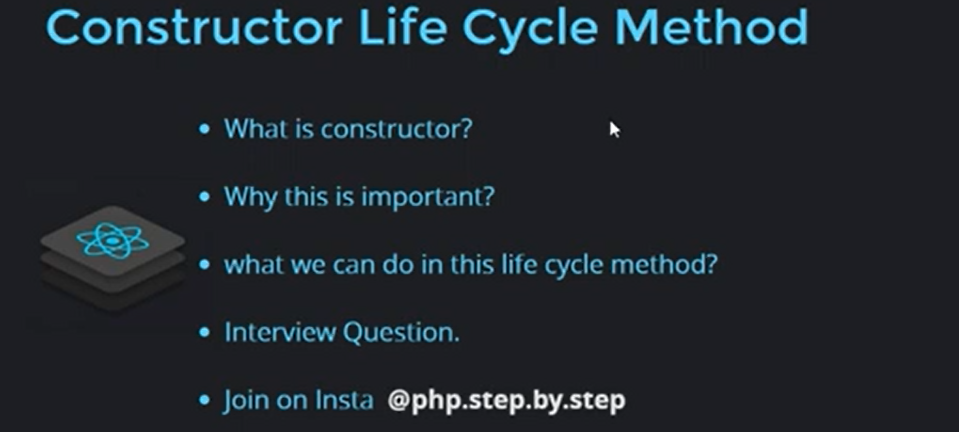 Constructor Life Cycle Method
• What is constructor?
• Why this is important?
• what we can do in this life cycle method?
• Interview Question.
• Join on Insta @php.step.by.step